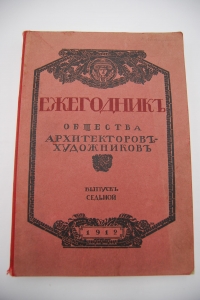 ЕЖЕГОДНИКЪ
ОБЩЕСТВА
АРХИТЕКТОРОВЪ-
ХУДОЖНИКОВЪ
ВЫПУСКЪ
СЕДЬМОЙ
1912